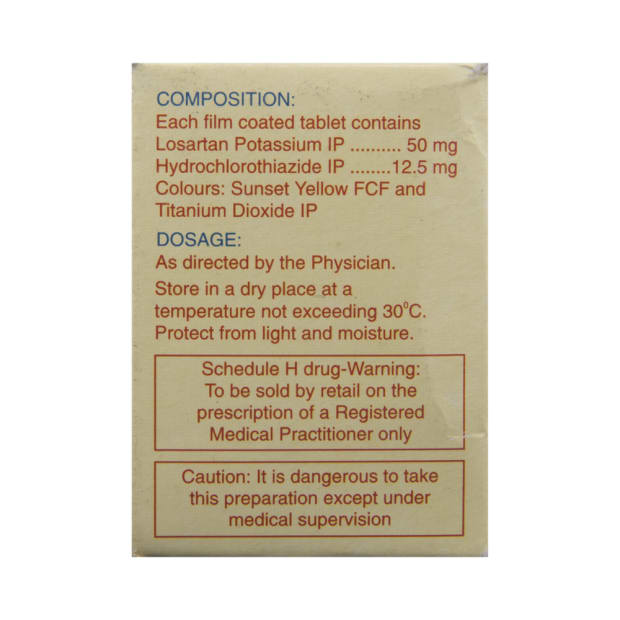 COMPOSITION:
Each film coated tablet contains
Losartan Potassium IP .......... 50 mg
Hydrochlorothiazide IP ........12.5 mg
Colours: Sunset Yellow FCF and
Titanium Dioxide IP
DOSAGE:
As directed by the Physician.
Store in a dry place at a
temperature not exceeding 30°C.
Protect from light and moisture.
Schedule H drug-Warning:
To be sold by retail on the
prescription of a Registered
Medical Practitioner only
Caution: It is dangerous to take
this preparation except under
medical supervision